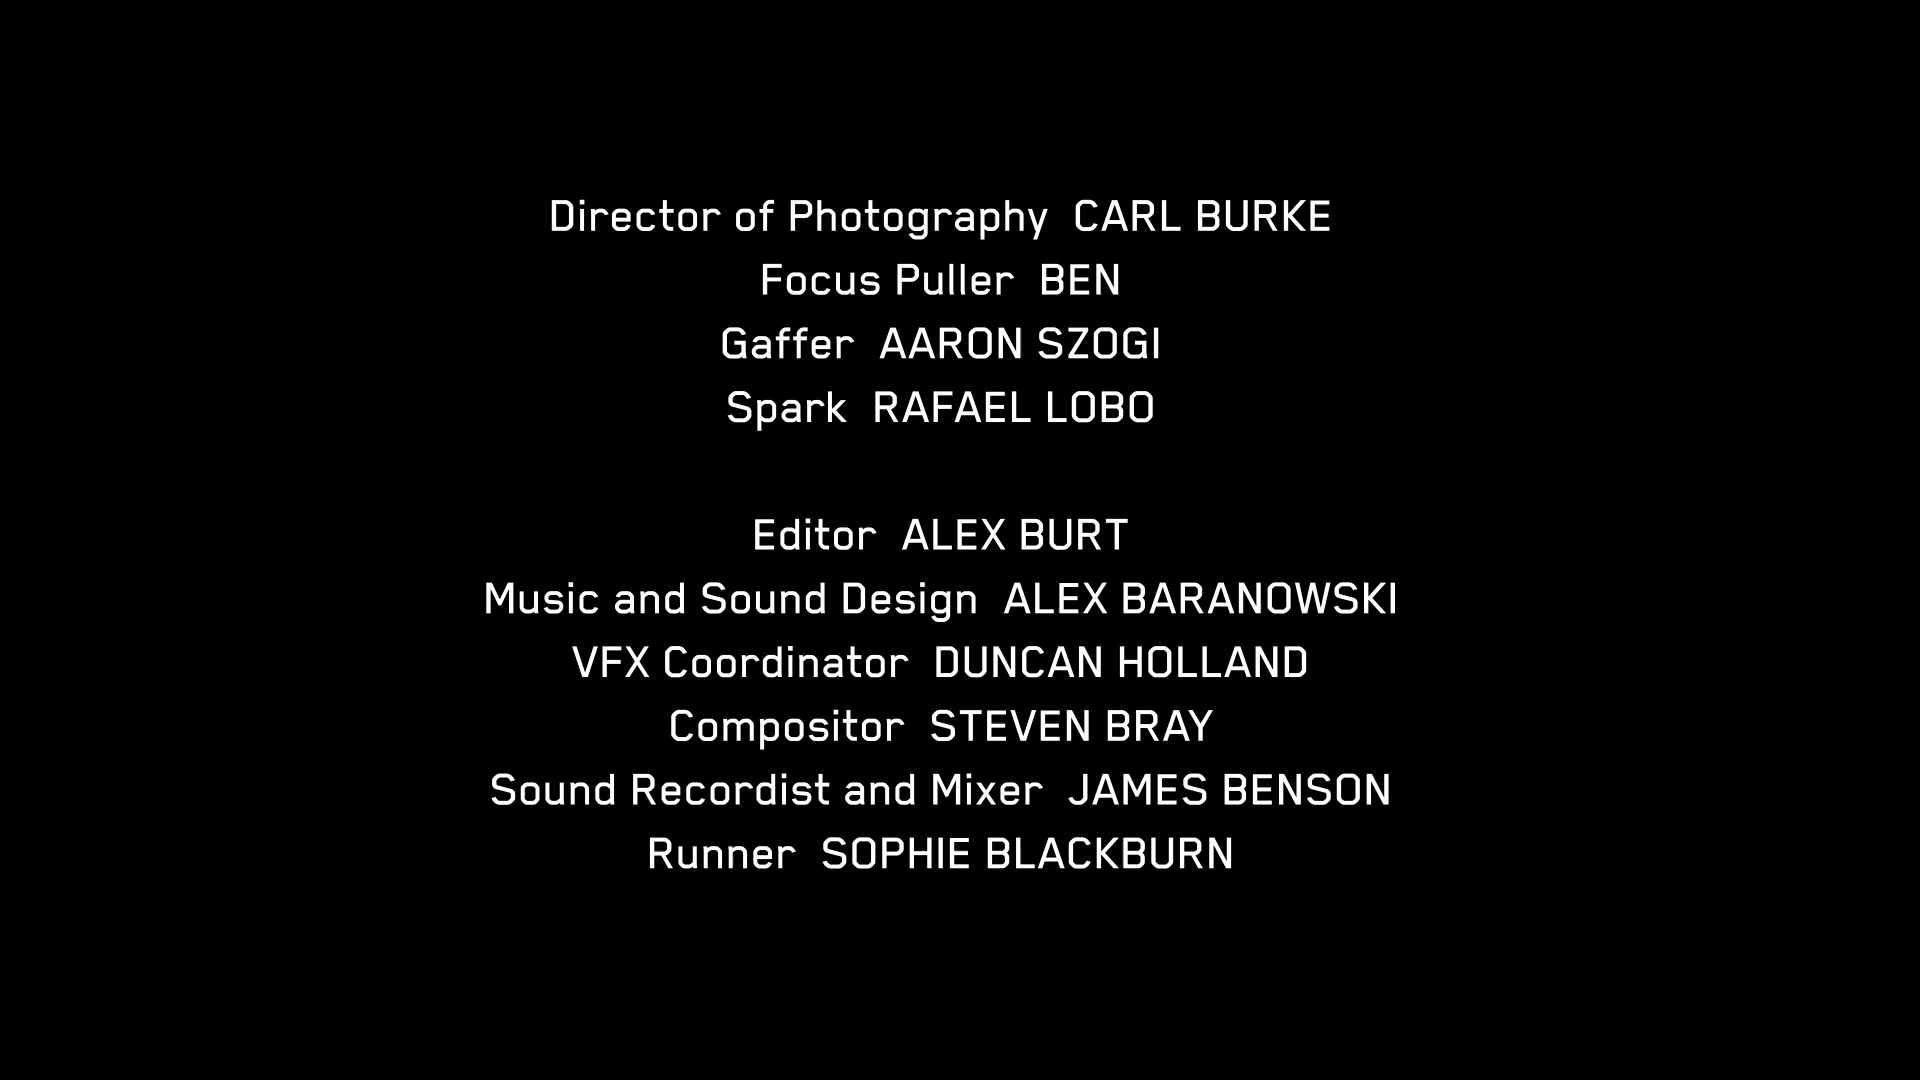 Director of Photography CARL BURKE
Focus Puller BEN
Gaffer AARON SZOGI
Spark RAFAEL LOBO
Editor ALEX BURT
Music and Sound Design ALEX BARANOWSKI
VFX Coordinator DUNCAN HOLLAND
Compositor STEVEN BRAY
Sound Recordist and Mixer JAMES BENSON
Runner SOPHIE BLACKBURN